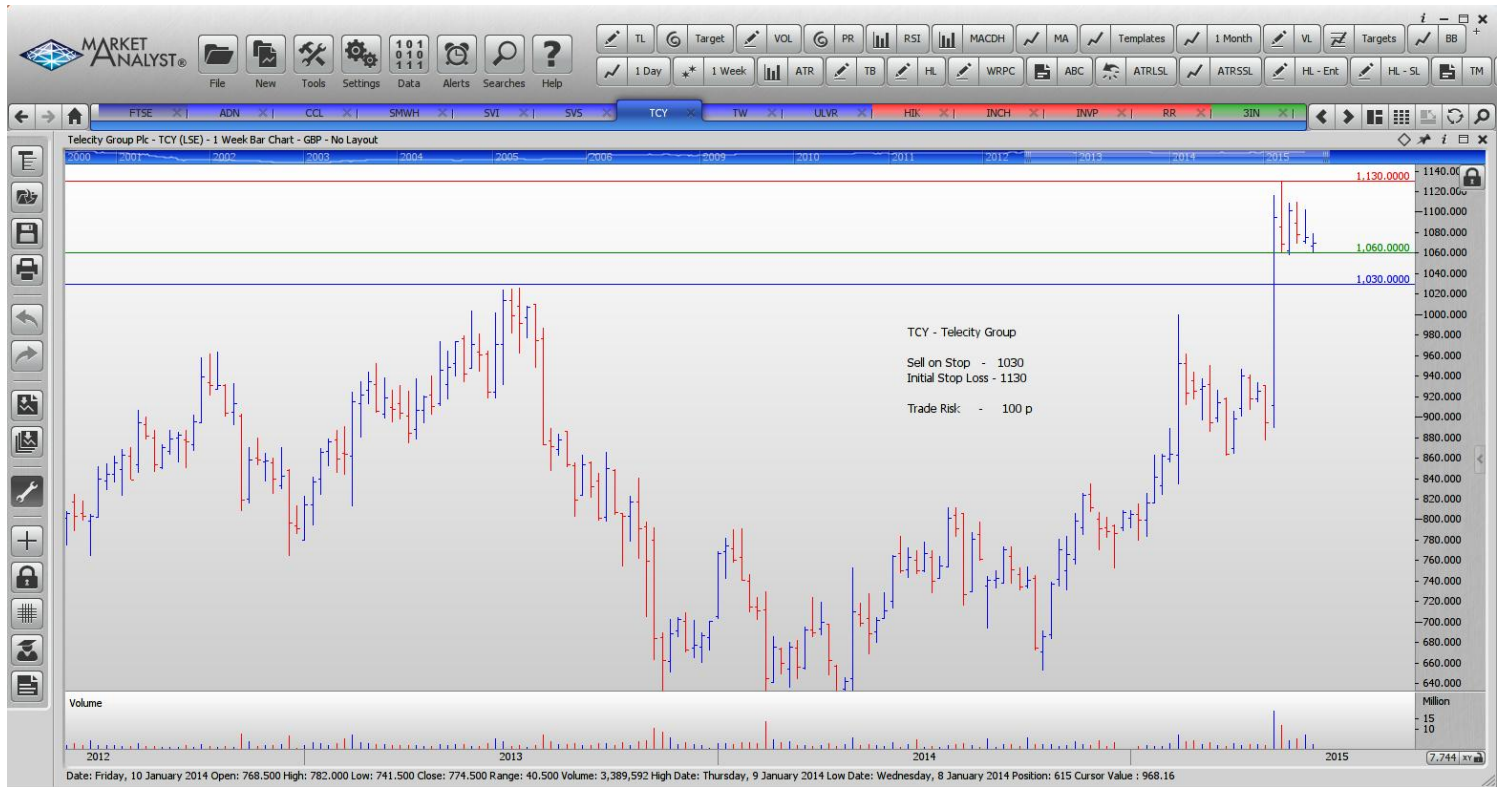 i
MARKET ANALYST®
File New Tools Settings Data Alerts Searches Help
101
010
111
?
TL Target VOL PR RSI MACDH MA Templates 1 Month VL Targets BB +
1 Day 1 Week ATR TB HL WRPC ABC ATRLSL ATRSSL HL - Ent HL - SL TM
FTSE ADN CCL SMWH SVI SVS TCY TW ULVR HIK INCH INVP RR 3IN
Telecity Group Plc - TCY (LSE) - 1 Week Bar Chart - GBP - No Layout
i
2000 2001 2002 2003 2004 2005 2006 2009 2010 2011 2012 2013 2014 2015
1,130.0000
1,060.0000
1,030.0000
1140.00
1120.000
1100.000
1080.000
1060.000
1040.000
1020.000
1000.000
980.000
960.000
940.000
920.000
900.000
880.000
860.000
840.000
820.000
800.000
780.000
760.000
740.000
720.000
700.000
680.000
660.000
640.000
TCY - Telecity Group
Sell on Stop - 1030
Initial Stop Loss - 1130
Trade Risk - 100 p
Volume
Million
15
10
2012 2013 2014 2015
7.744 XY
Date: Friday, 10 January 2014 Open: 768.500 High: 782.000 Low: 741.500 Close: 774.500 Range: 40.500 Volume: 3,389,592 High Date: Thursday, 9 January 2014 Low Date: Wednesday, 8 January 2014 Position: 615 Cursor Value : 968.16